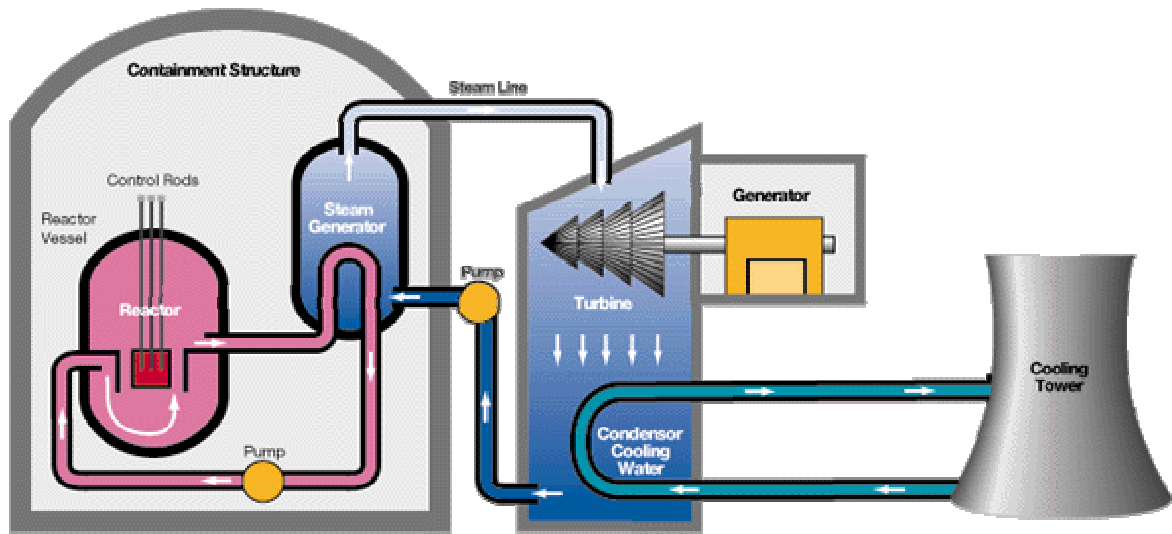 Containment Structure
Steam Line
Control Rods
Reactor
Vessel
Steam
Generator
Generator
Pump
Reactor
Turbine
Cooling
Tower
Condensor
Cooling
Water
Pump